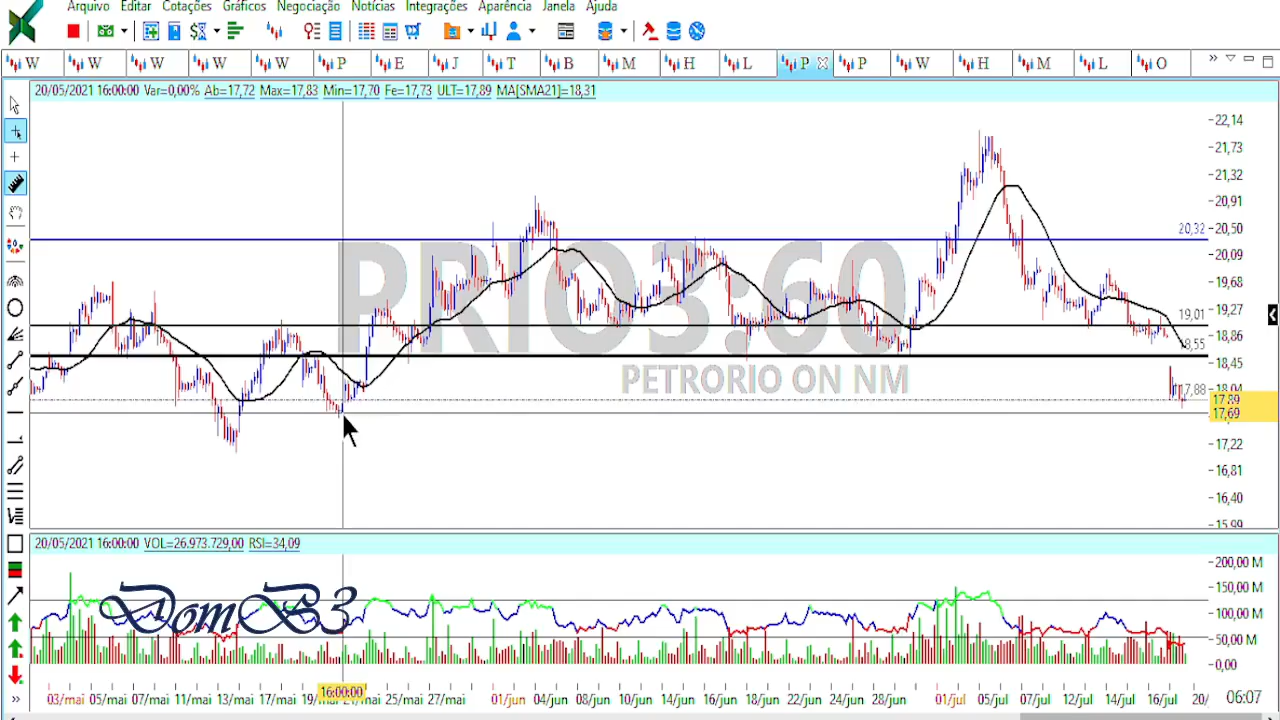 Arquivo Editar Cotações Gráficos Negociação Notícias Integrações Aparência Janela Ajuda
W W W W W P E J T B M H L P P W H M L O
20/05/2021 16:00:00 Var=0,00% Ab=17,72 Max=17,83 Min=17,70 Fe=17,73 ULT=17,89 MA[SMA21]=18,31
PRIO3:60
PETRORIO ON NM
22,14
21,73
21,32
20,91
20,50
20,32
20,09
19,68
19,27
19,01
18,86
18,55
18,45
18,04
17,88
17,89
17,69
17,22
16,81
16,40
15,99
20/05/2021 16:00:00 VOL=26.973.729,00 RSI=34,09
200,00 M
150,00 M
100,00 M
50,00 M
0,00
DomB3
03/mai 05/mai 07/mai 11/mai 13/mai 17/mai 16:00:00 25/mai 27/mai 01/jun 04/jun 08/jun 10/jun 14/jun 16/jun 18/jun 22/jun 24/jun 28/jun 01/jul 05/jul 07/jul 12/jul 14/jul 16/jul 20/
06:07